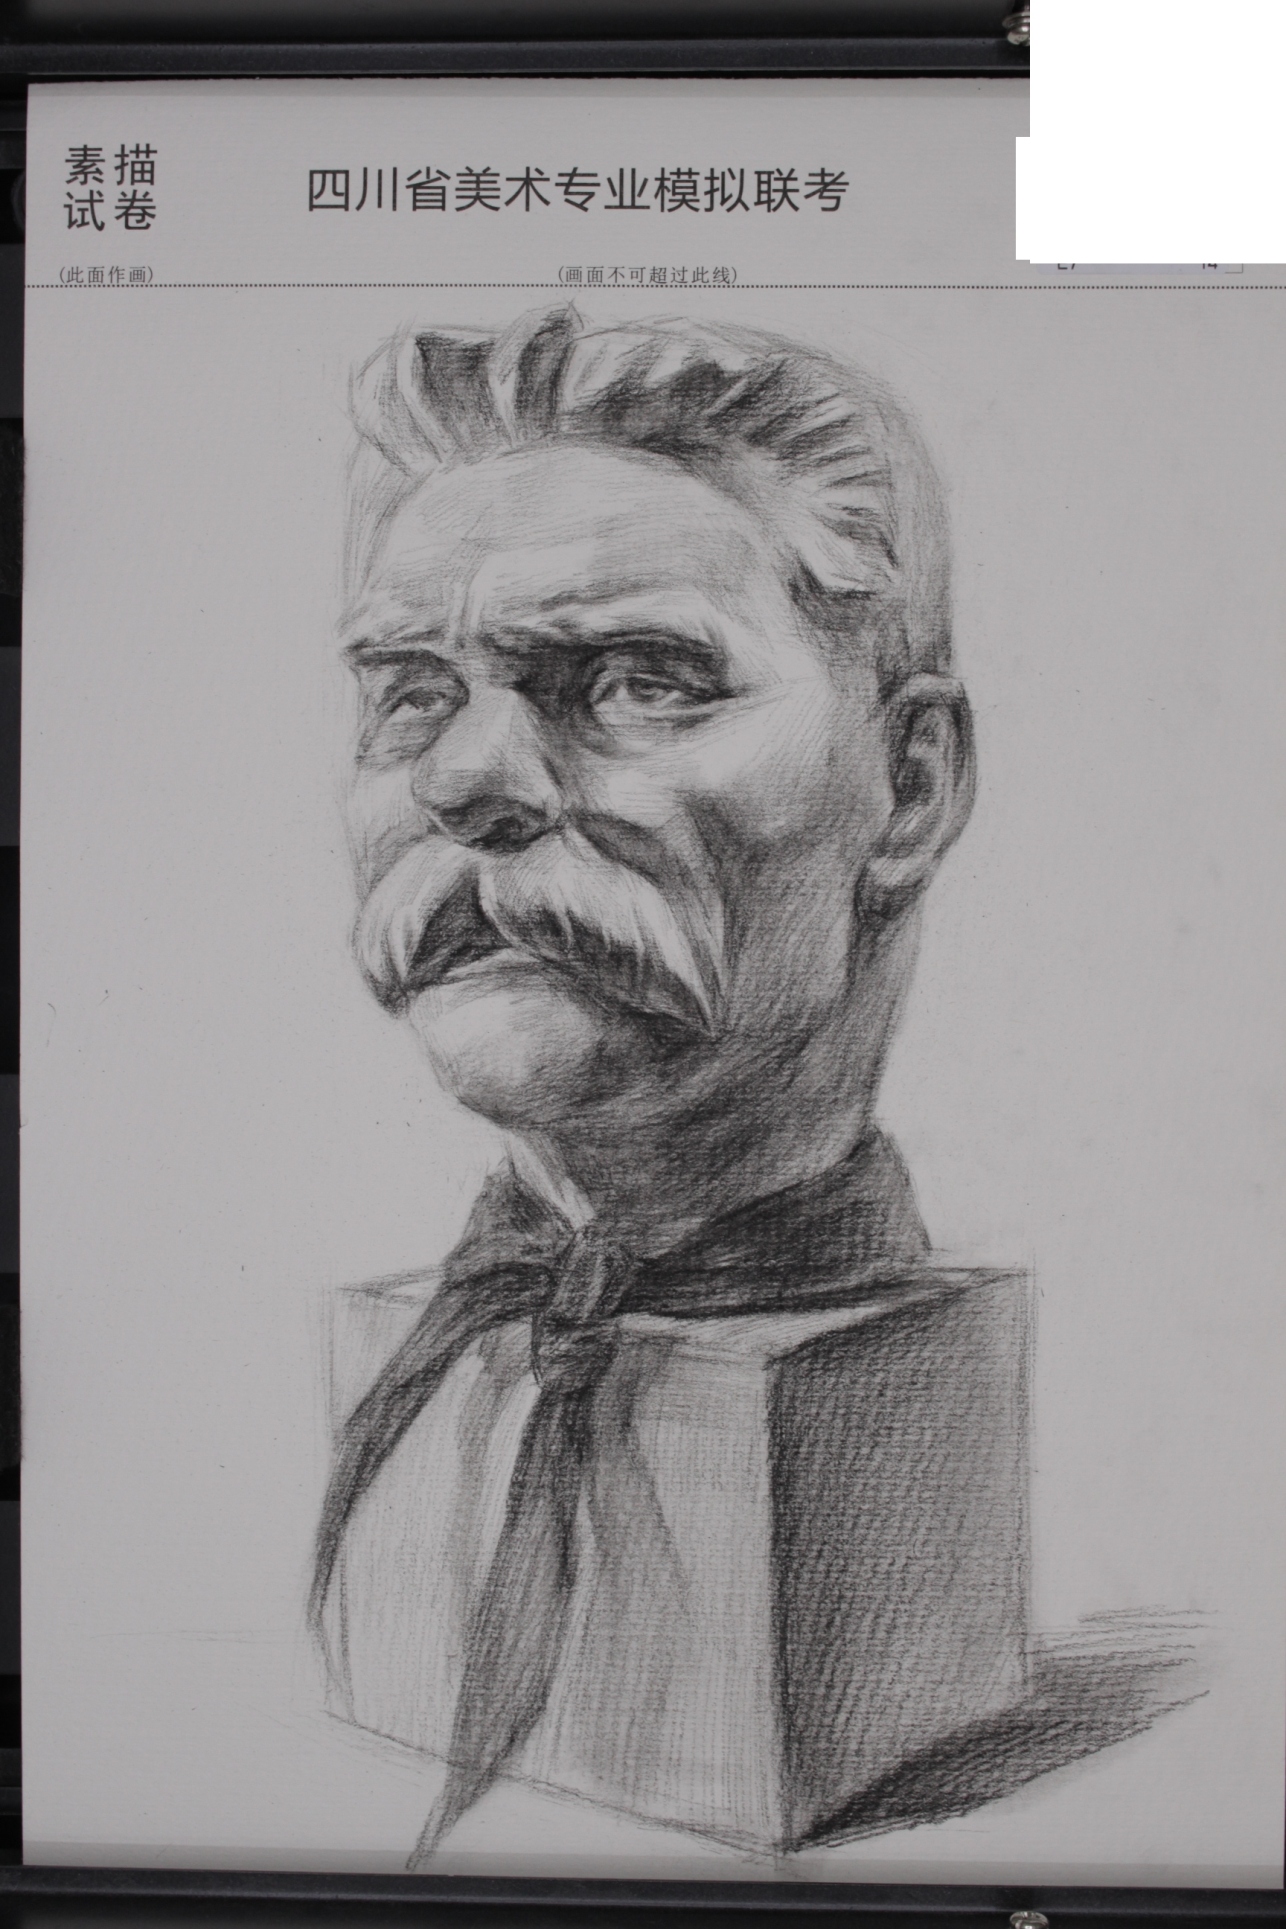 素描
试卷
四川省美术专业模拟联考
(此面作画)
(画面不可超过此线)